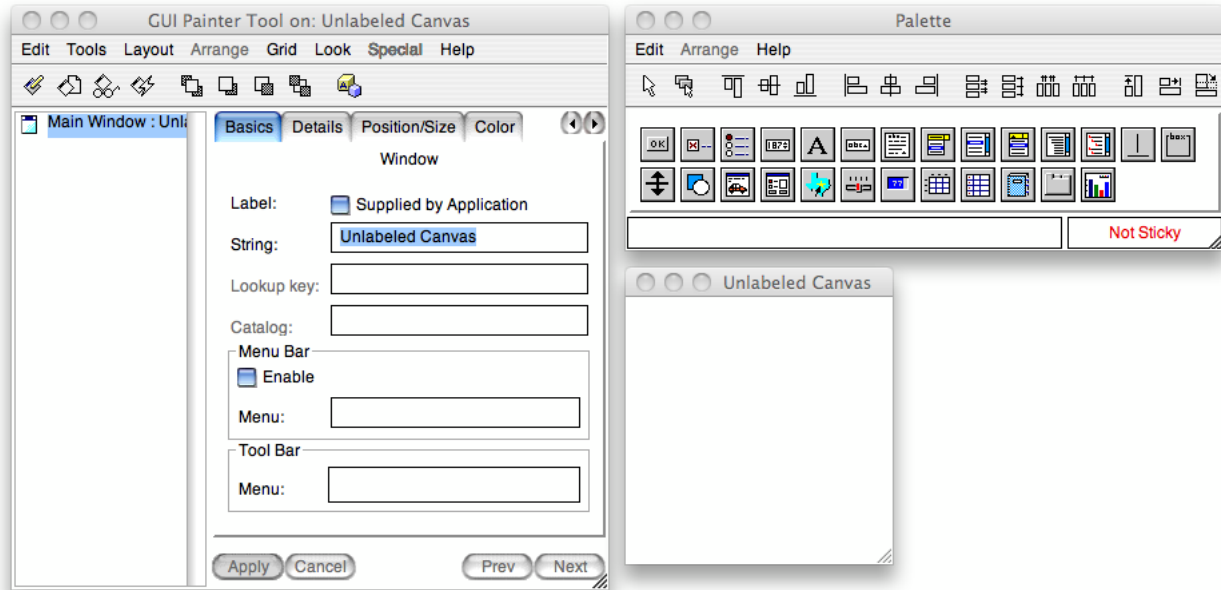 GUI Painter Tool on: Unlabeled Canvas
Edit Tools Layout Arrange Grid Look Special Help
Main Window : Unla
Basics Details Position/Size Color
Window
Label: Supplied by Application
String: Unlabeled Canvas
Lookup key:
Catalog:
Menu Bar
Enable
Menu:
Tool Bar
Menu:
Apply Cancel Prev Next
Palette
Edit Arrange Help
OK A
box
Not Sticky
Unlabeled Canvas